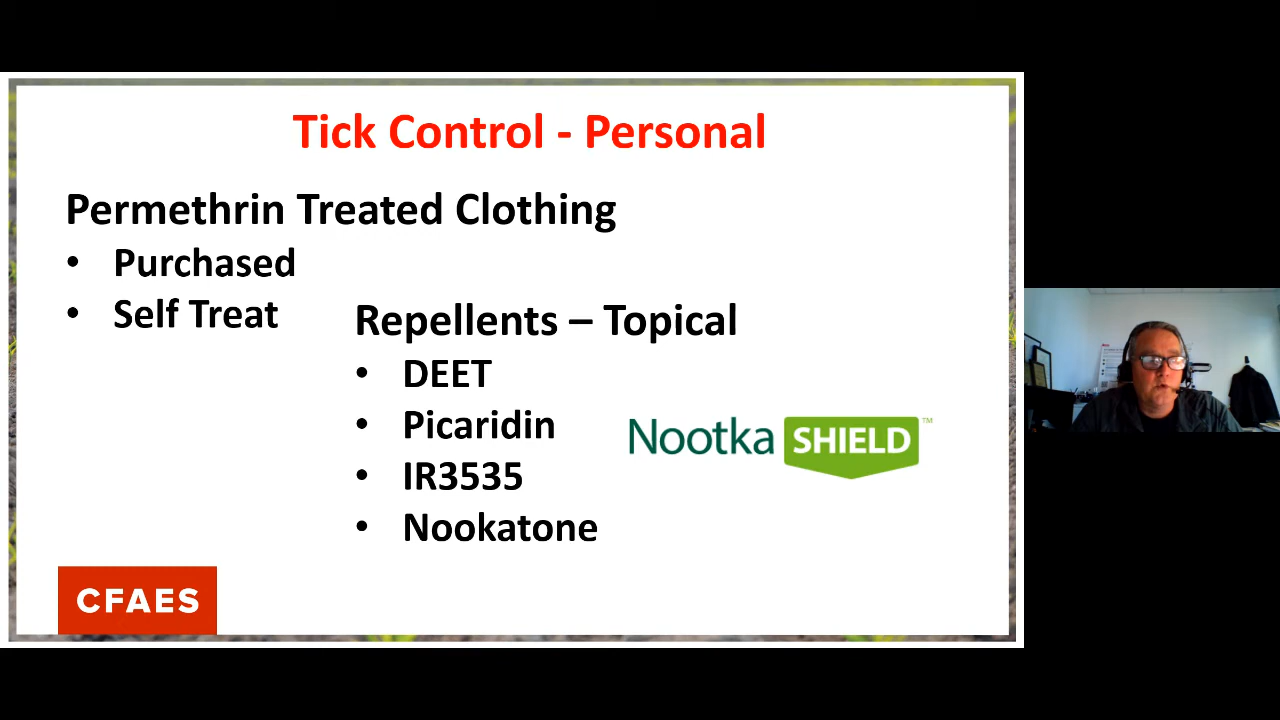 Tick Control - Personal
Permethrin Treated Clothing
• Purchased
• Self Treat
Repellents – Topical
• DEET
• Picaridin
• IR3535
• Nookatone
Nootka SHIELD™
CFAES